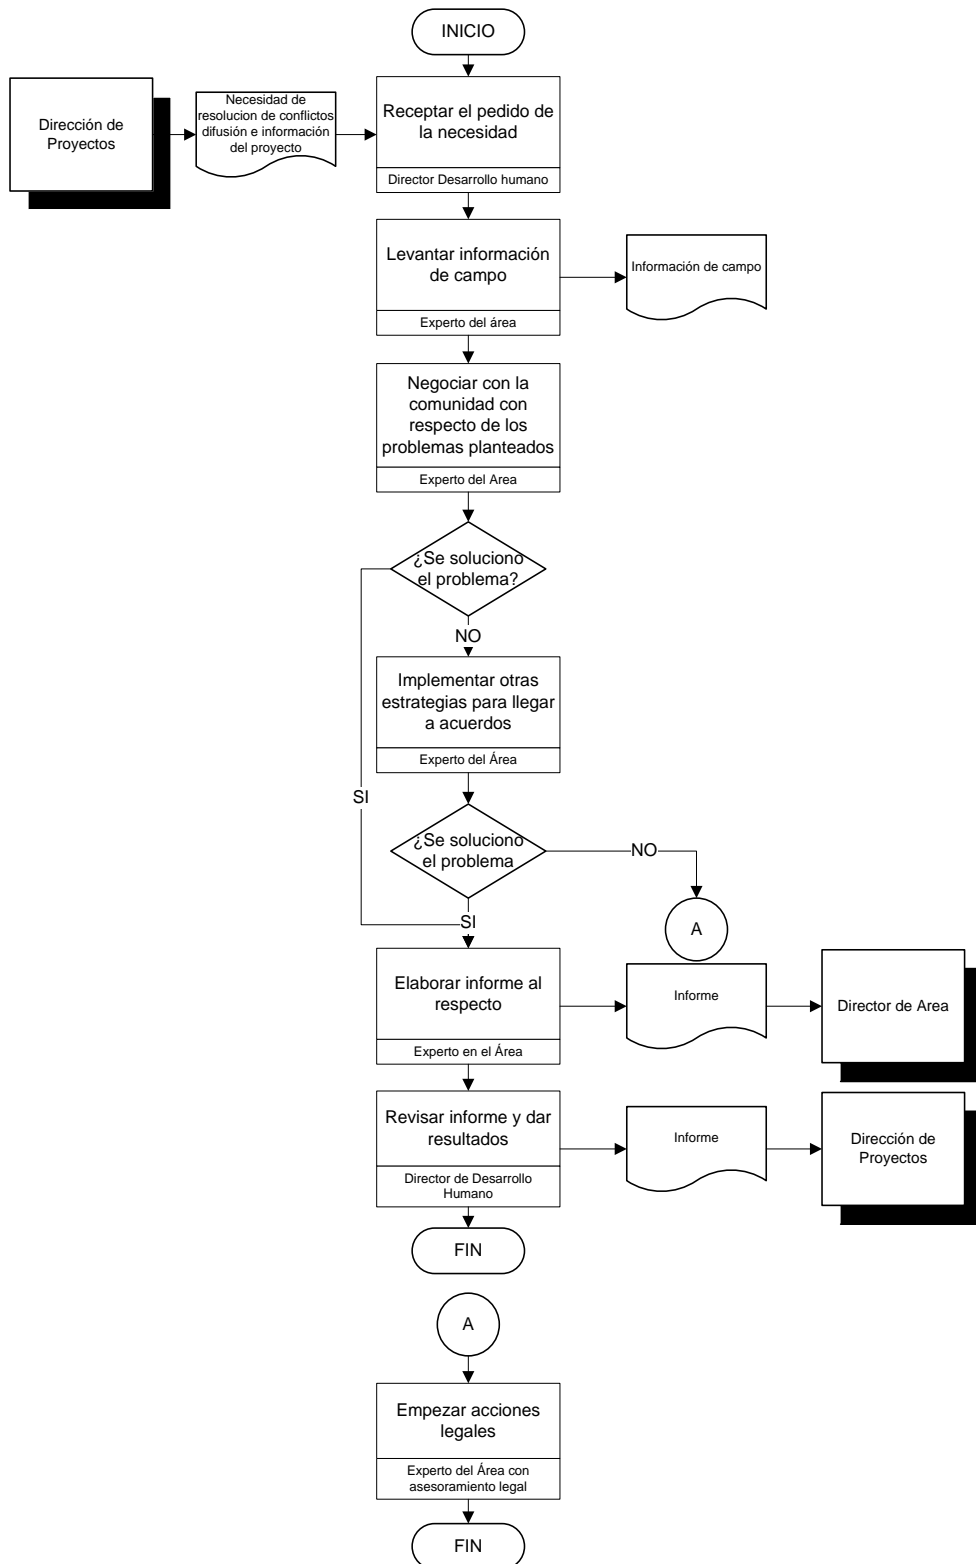 INICIO
Dirección de
Proyectos
Necesidad de
resolucion de conflictos
difusión e información
del proyecto
Receptar el pedido de
la necesidad
Director Desarrollo humano
Levantar información
de campo
Experto del área
Información de campo
Negociar con la
comunidad con
respecto de los
problemas planteados
Experto del Area
¿Se soluciono
el problema?
NO
Implementar otras
estrategias para llegar
a acuerdos
Experto del Área
SI
¿Se soluciono
el problema
NO
SI
A
Elaborar informe al
respecto
Experto en el Área
Informe
Director de Area
Revisar informe y dar
resultados
Director de Desarrollo
Humano
Informe
Dirección de
Proyectos
FIN
A
Empezar acciones
legales
Experto del Área con
asesoramiento legal
FIN